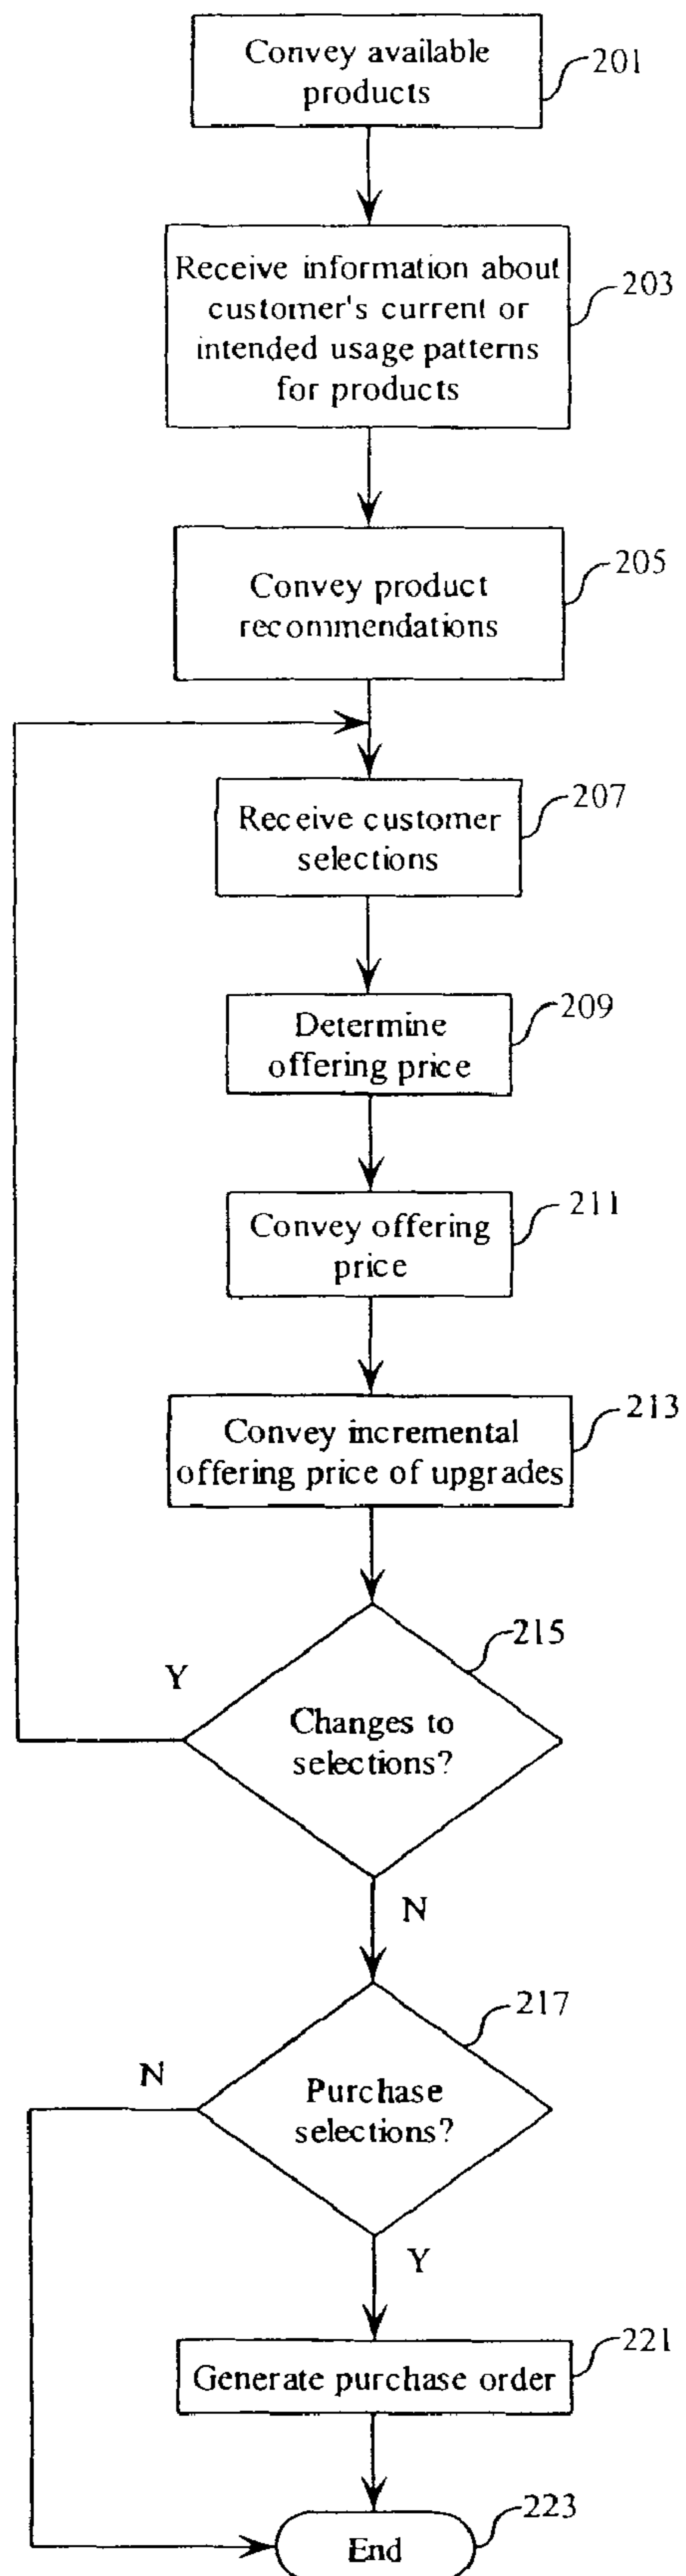 Convey available
products
201
Receive information about
customer's current or
intended usage patterns
for products
203
Convey product
recommendations
205
Receive customer
selections
207
Determine
offering price
209
Convey offering
price
211
Convey incremental
offering price of upgrades
213
Changes to
selections?
215
Y
N
Purchase
selections?
217
N
Y
Generate purchase order
221
End
223